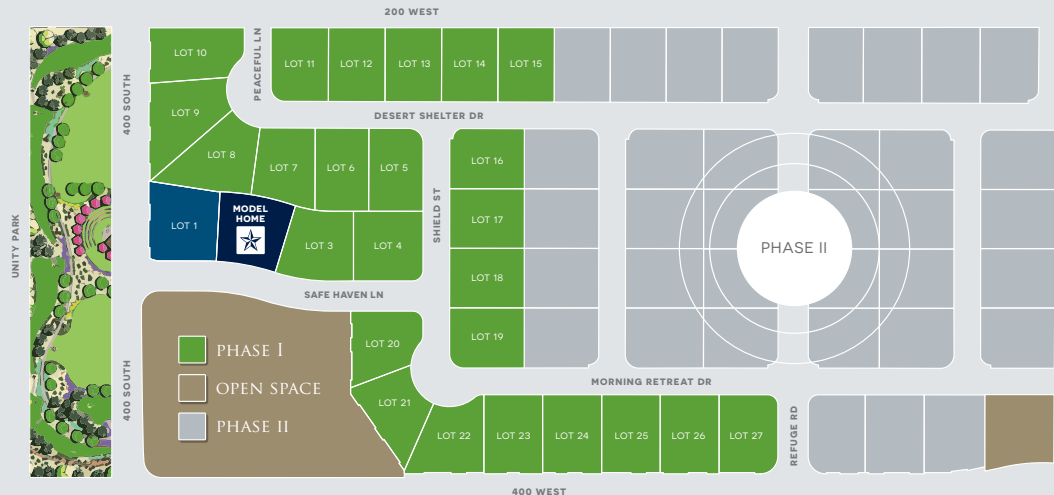 200 WEST
PEACEFUL LN
LOT 10
LOT 11
LOT 12
LOT 13
LOT 14
LOT 15
400 SOUTH
LOT 9
DESERT SHELTER DR
LOT 8
LOT 7
LOT 6
LOT 5
LOT 16
UNITY PARK
LOT 1
MODEL
HOME
LOT 3
LOT 4
SHIELD ST
LOT 17
PHASE II
LOT 18
SAFE HAVEN LN
LOT 19
PHASE I
OPEN SPACE
PHASE II
400 SOUTH
LOT 20
LOT 21
MORNING RETREAT DR
LOT 22
LOT 23
LOT 24
LOT 25
LOT 26
LOT 27
REFUGE RD
400 WEST